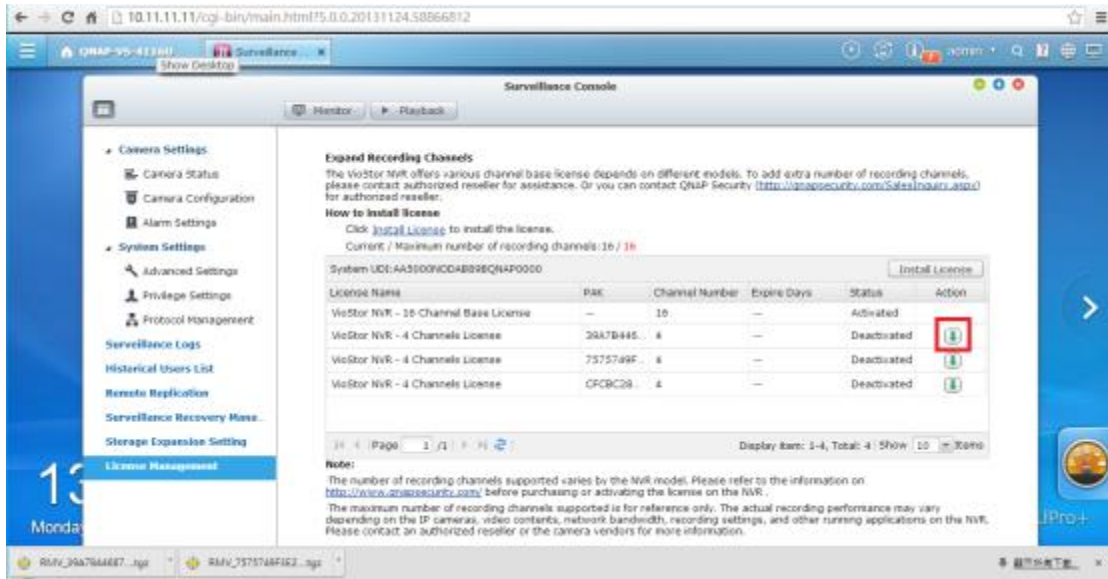 10.11.11.11/cgi-bin/main.html?5.0.0.20131124.58866812
Surveillance ...
admin
Show Desktop
Surveillance Console
Monitor
Playback
Camera Settings
Camera Status
Camera Configuration
Alarm Settings
System Settings
Advanced Settings
Privilege Settings
Protocol Management
Surveillance Logs
Historical Users List
Remote Replication
Surveillance Recovery Mana...
Storage Expansion Setting
License Management
Expand Recording Channels
The VioStor NVR offers various channel base license depends on different models. To add extra number of recording channels,
please contact authorized reseller for assistance. Or you can contact QNAP Security (http://qnapsecurity.com/SalesInquiry.aspx)
for authorized reseller.
How to install license
Click Install License to install the license.
Current / Maximum number of recording channels:16 / 16
Install License
License Name PAK Channel Number Expire Days Status Action
VioStor NVR - 16 Channel Base License -- 16 -- Activated
VioStor NVR - 4 Channels License 39A7B445... 4 -- Deactivated
VioStor NVR - 4 Channels License 7575749F... 4 -- Deactivated
VioStor NVR - 4 Channels License CFCBC28... 4 -- Deactivated
Page 1 /1
Display item: 1-4, Total: 4 Show 10 Items
Note:
The number of recording channels supported varies by the NVR model. Please refer to the information on
http://www.qnapsecurity.com/ before purchasing or activating the license on the NVR .
The maximum number of recording channels supported is for reference only. The actual recording performance may vary
depending on the IP cameras, video contents, network bandwidth, recording settings, and other running applications on the NVR.
Please contact an authorized reseller or the camera vendors for more information.
13
Monda